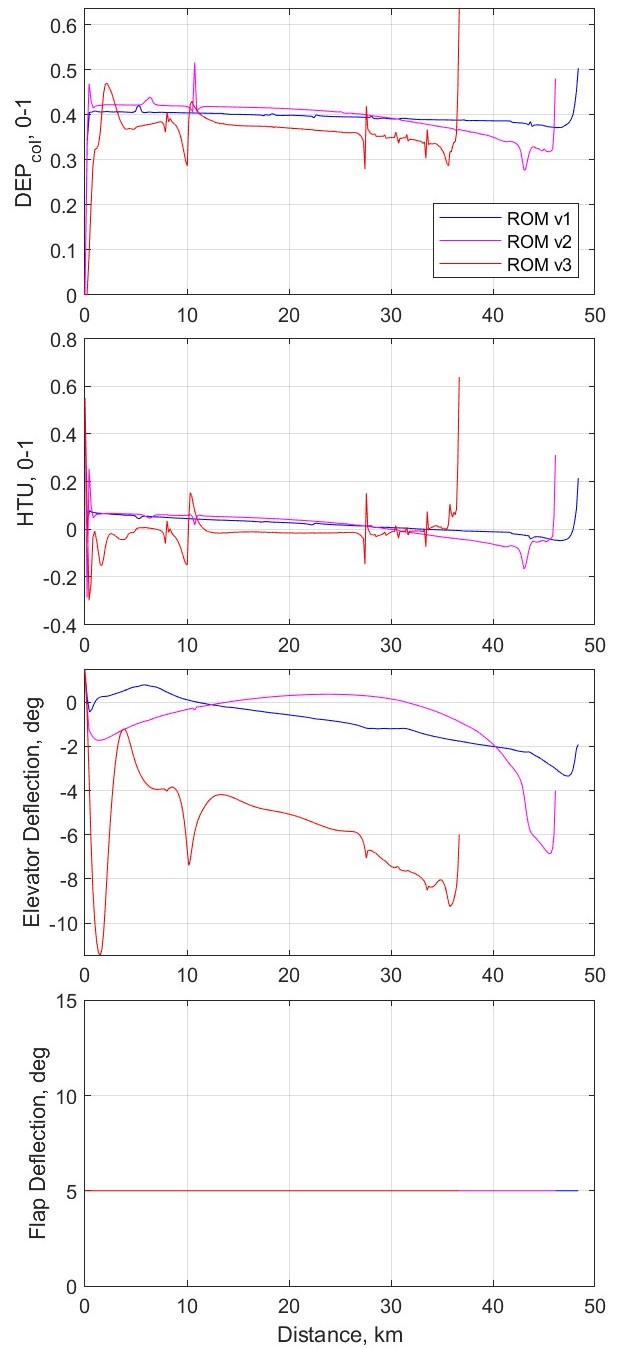 0.6
0.5
0.4
0.3
0.2
0.1
0
DEPcol, 0-1
ROM v1
ROM v2
ROM v3
0 10 20 30 40 50
0.8
0.6
0.4
0.2
0
-0.2
-0.4
HTU, 0-1
0 10 20 30 40 50
0
-2
-4
-6
-8
-10
Elevator Deflection, deg
0 10 20 30 40 50
15
10
5
0
Flap Deflection, deg
0 10 20 30 40 50
Distance, km